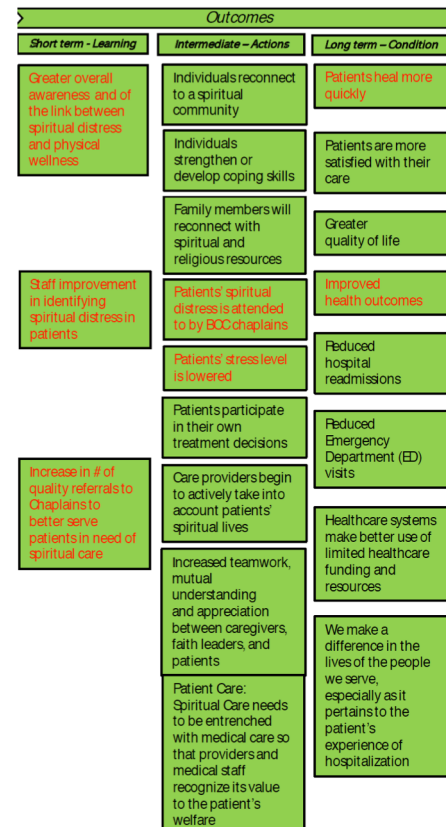 Outcomes
Short term - Learning
Intermediate – Actions
Long term – Condition
Greater overall
awareness and of
the link between
spiritual distress
and physical
wellness
Staff improvement
in identifying
spiritual distress in
patients
Increase in # of
quality referrals to
Chaplains to
better serve
patients in need of
spiritual care
Individuals reconnect
to a spiritual
community
Individuals
strengthen or
develop coping skills
Family members will
reconnect with
spiritual and
religious resources
Patients' spiritual
distress is attended
to by BCC chaplains
Patients' stress level
is lowered
Patients participate
in their own
treatment decisions
Care providers begin
to actively take into
account patients'
spiritual lives
Increased teamwork,
mutual
understanding
and appreciation
between caregivers,
faith leaders, and
patients
Patient Care:
Spiritual Care needs
to be entrenched
with medical care so
that providers and
medical staff
recognize its value
to the patient's
welfare
Patients heal more
quickly
Patients are more
satisfied with their
care
Greater
quality of life
Improved
health outcomes
Reduced
hospital
readmissions
Reduced
Emergency
Department (ED)
visits
Healthcare systems
make better use of
limited healthcare
funding and
resources
We make a
difference in the
lives of the people
we serve,
especially as it
pertains to the
patient's
experience of
hospitalization